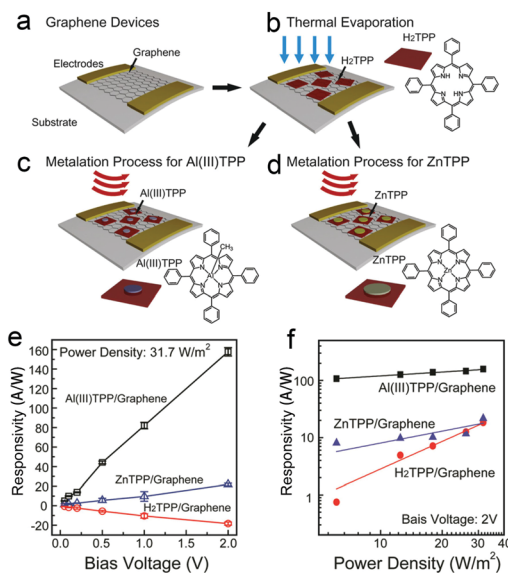 a Graphene Devices
Graphene
Electrodes
Substrate
b Thermal Evaporation
H2TPP
NH N
N HN
c Metalation Process for Al(III)TPP
Al(III)TPP
Al(III)TPP
CH3
N N
Al
N N
d Metalation Process for ZnTPP
ZnTPP
ZnTPP
N N
Zn
N N
e
Power Density: 31.7 W/m2
Al(III)TPP/Graphene
ZnTPP/Graphene
H2TPP/Graphene
Responsivity (A/W)
160
140
120
100
80
60
40
20
0
-20
0.0 0.5 1.0 1.5 2.0
Bias Voltage (V)
f
Al(III)TPP/Graphene
ZnTPP/Graphene
H2TPP/Graphene
Bais Voltage: 2V
Responsivity (A/W)
100
10
1
10 20 30 40
Power Density (W/m2)